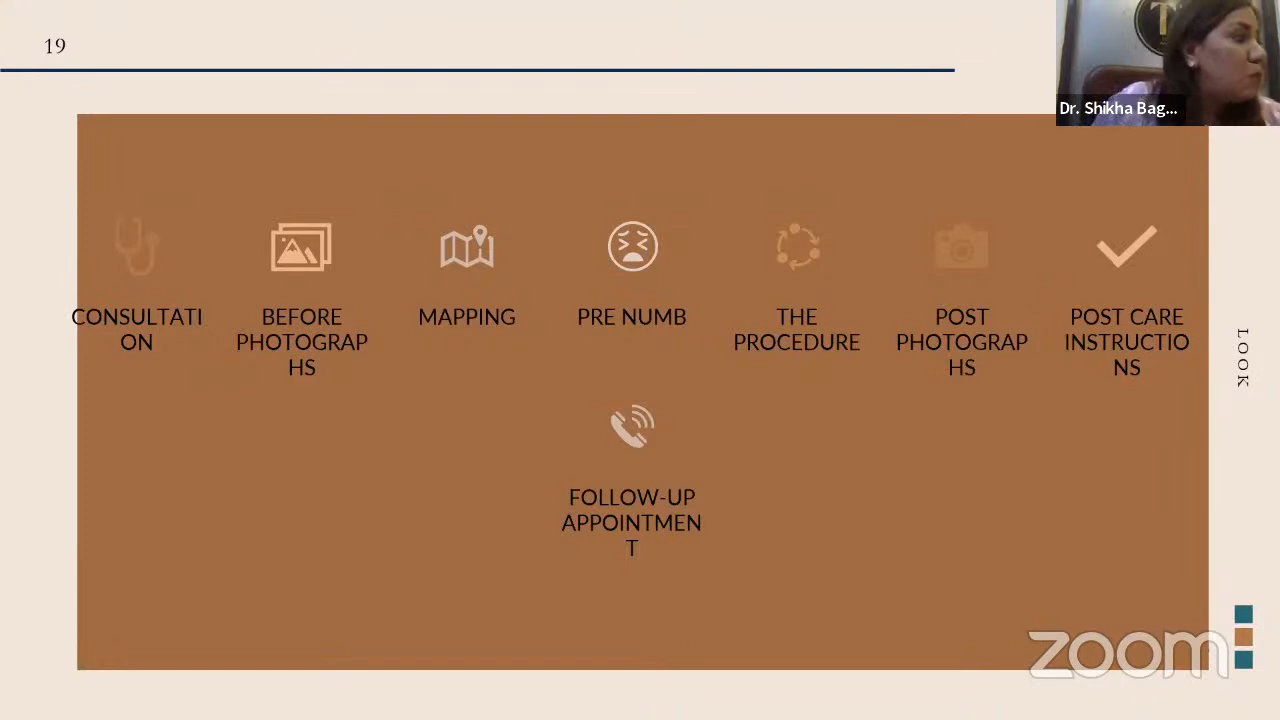 19
Dr. Shikha Bag...
CONSULTATI
ON
BEFORE
PHOTOGRAP
HS
MAPPING
PRE NUMB
THE
PROCEDURE
POST
PHOTOGRAP
HS
POST CARE
INSTRUCTIO
NS
LOOK
FOLLOW-UP
APPOINTMEN
T
zoom